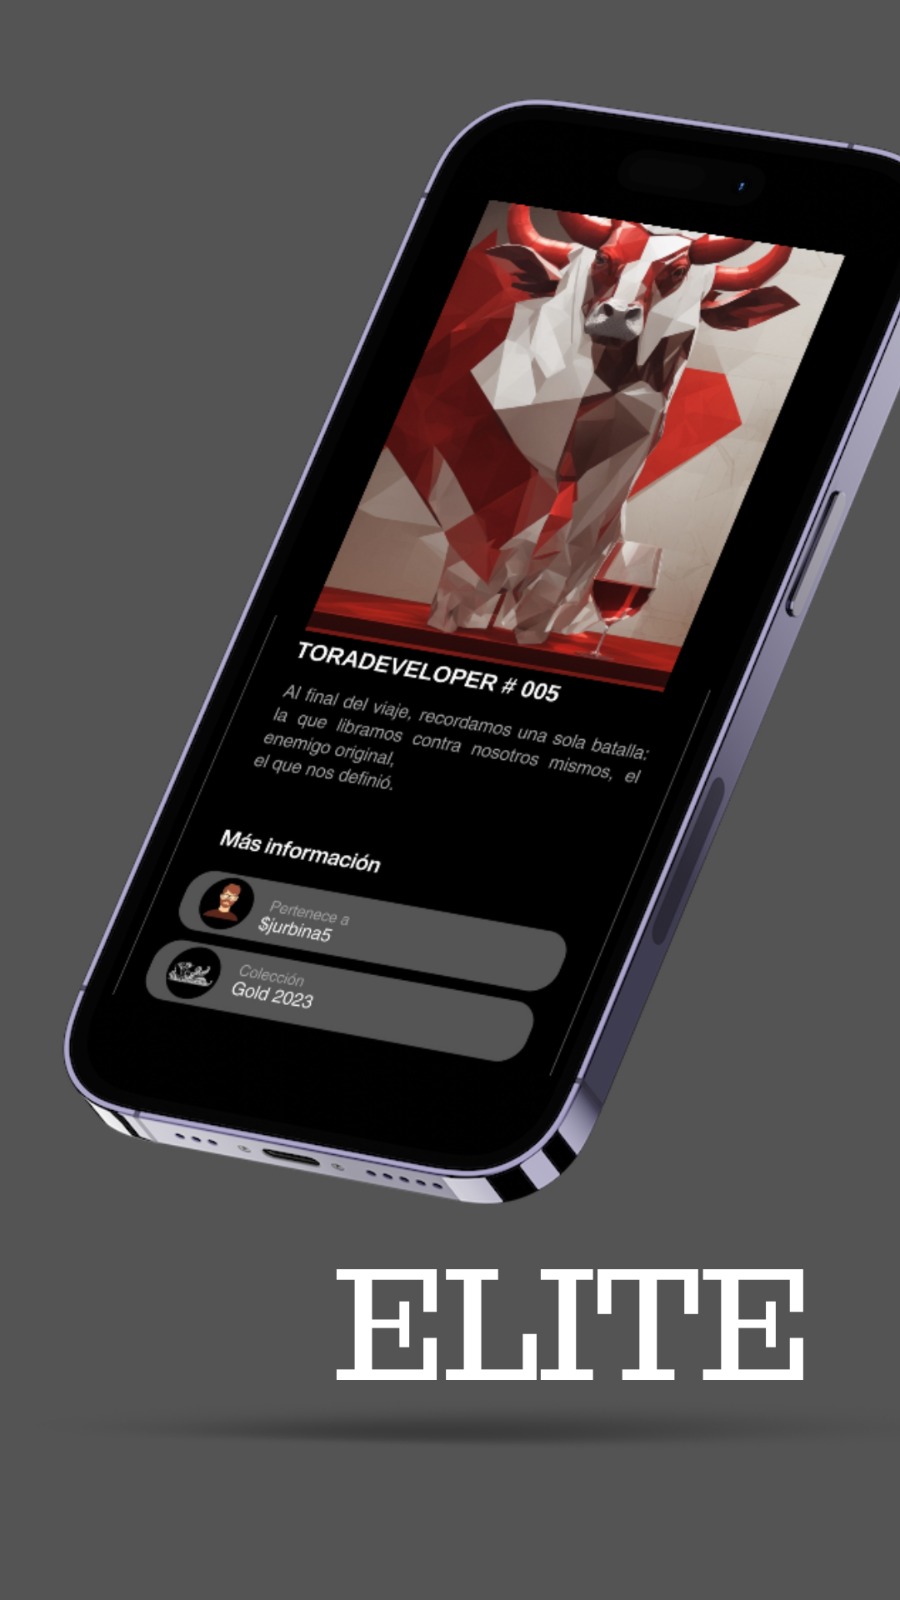 TORADEVELOPER # 005
Al final del viaje, recordamos una sola batalla:
la que libramos contra nosotros mismos, el
enemigo original,
el que nos definió.
Más información
Pertenece a
$jurbina5
Colección
Gold 2023
ELITE